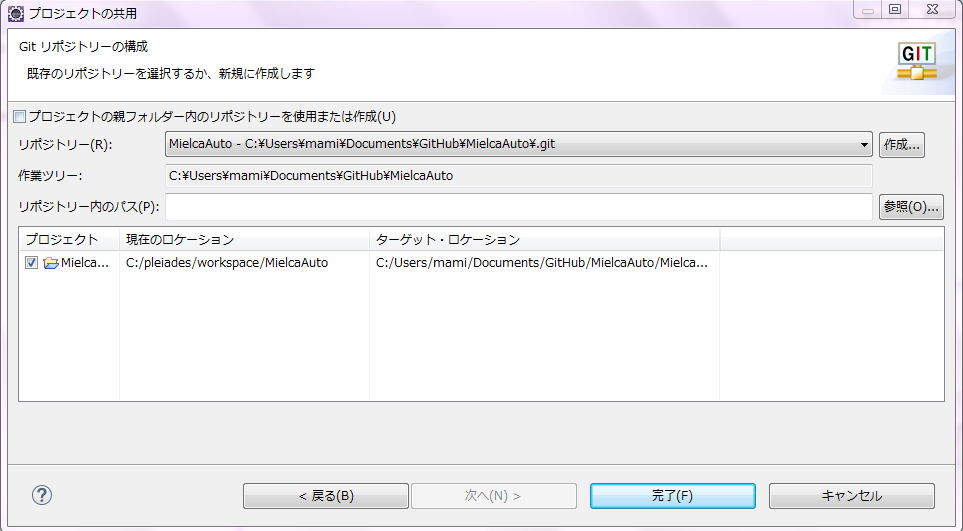 プロジェクトの共用
Git リポジトリーの構成
既存のリポジトリーを選択するか、新規に作成します
GIT
プロジェクトの親フォルダー内のリポジトリーを使用または作成(U)
リポジトリー(R): MielcaAuto - C:¥Users¥mami¥Documents¥GitHub¥MielcaAuto¥.git 作成...
作業ツリー: C:¥Users¥mami¥Documents¥GitHub¥MielcaAuto
リポジトリー内のパス(P): 参照(O)...
プロジェクト 現在のロケーション ターゲット・ロケーション
Mielca... C:/pleiades/workspace/MielcaAuto C:/Users/mami/Documents/GitHub/MielcaAuto/Mielca...
? < 戻る(B) 次へ(N) > 完了(F) キャンセル